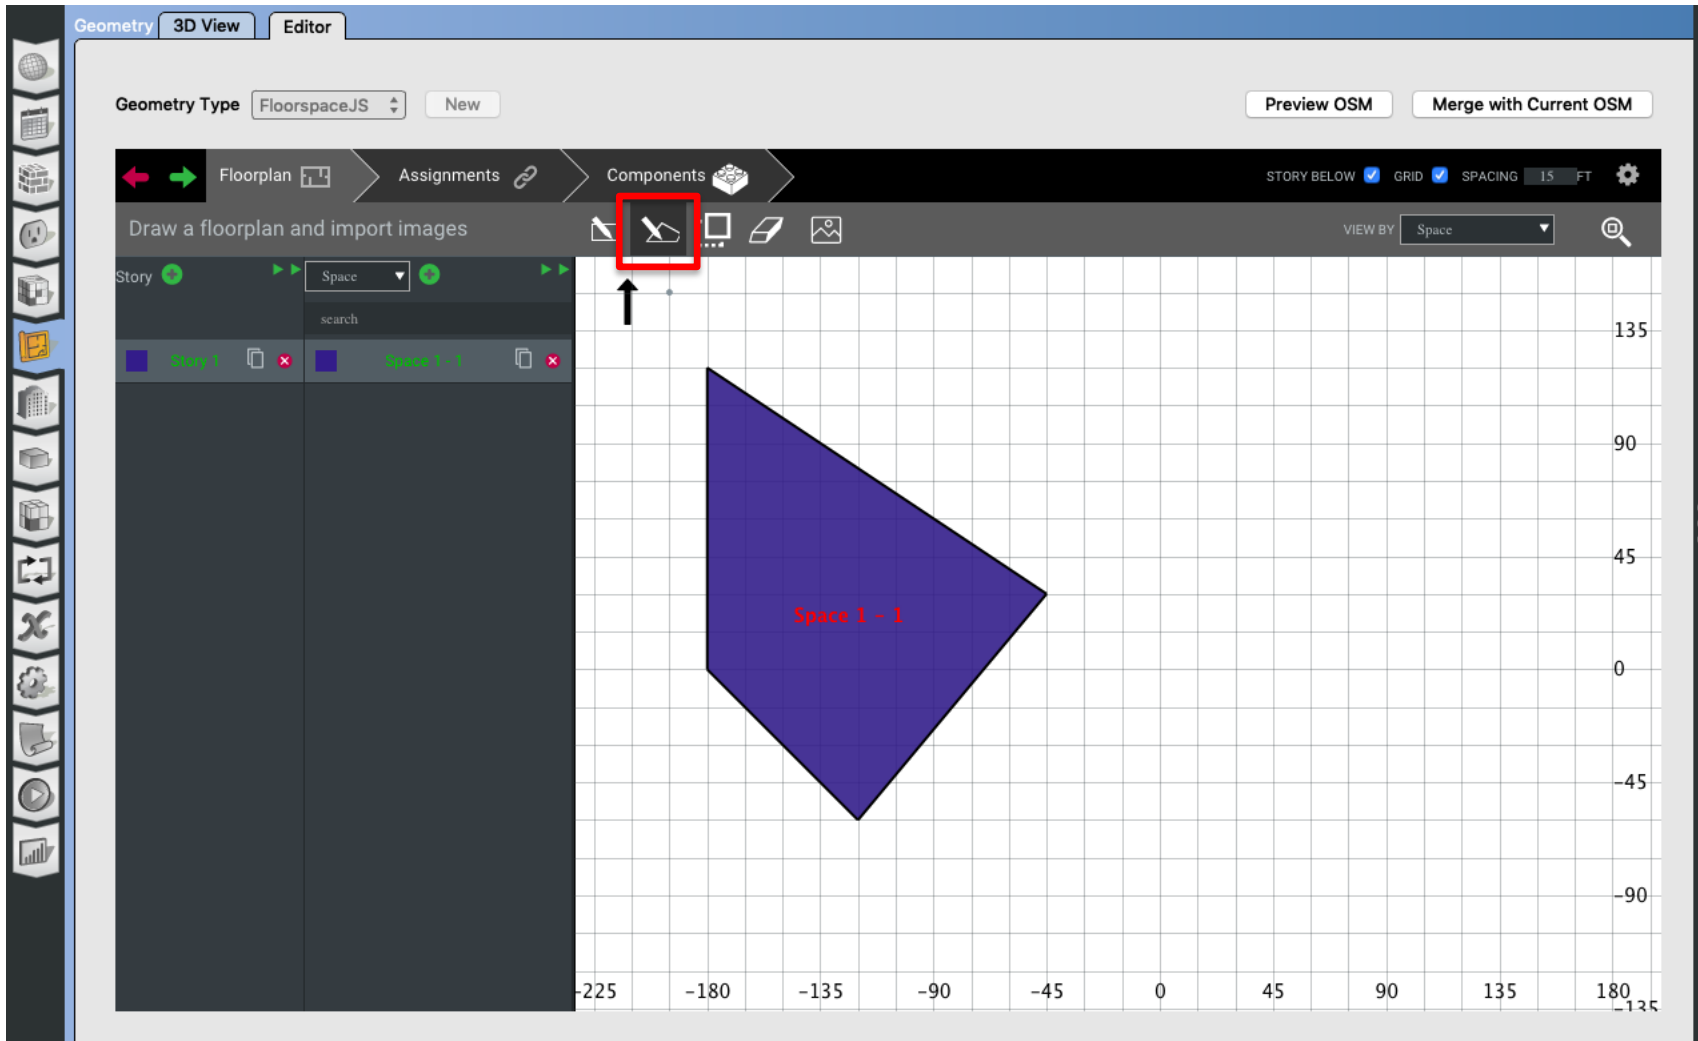 Geometry 3D View Editor
Geometry Type FloorspaceJS New Preview OSM Merge with Current OSM
Floorplan Assignments Components STORY BELOW GRID SPACING 15 FT
Draw a floorplan and import images VIEW BY Space
Story Space
search
Story 1 Space 1 - 1
135
90
45
Space 1 - 1
0
-45
-90
-225 -180 -135 -90 -45 0 45 90 135 180
-135